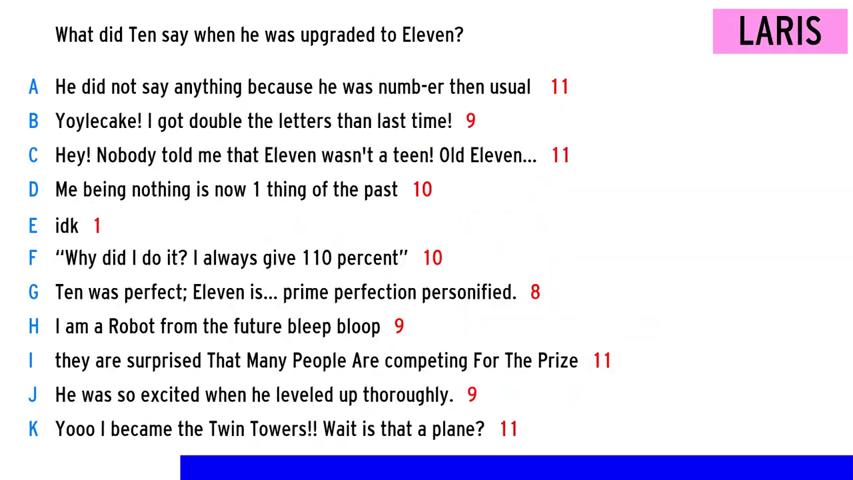 What did Ten say when he was upgraded to Eleven?
LARIS
A He did not say anything because he was numb-er then usual 11
B Yoylecake! I got double the letters than last time! 9
C Hey! Nobody told me that Eleven wasn't a teen! Old Eleven... 11
D Me being nothing is now 1 thing of the past 10
E idk 1
F “Why did I do it? I always give 110 percent” 10
G Ten was perfect; Eleven is... prime perfection personified. 8
H I am a Robot from the future bleep bloop 9
I they are surprised That Many People Are competing For The Prize 11
J He was so excited when he leveled up thoroughly. 9
K Yooo I became the Twin Towers!! Wait is that a plane? 11